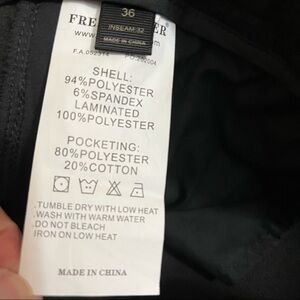 36
INSEAM:32
MADE IN CHINA
F.A.052314
SHELL:
94%POLYESTER
6%SPANDEX
LAMINATED
100%POLYESTER
POCKETING:
80%POLYESTER
20%COTTON
.TUMBLE DRY WITH LOW HEAT
.WASH WITH WARM WATER
.DO NOT BLEACH
IRON ON LOW HEAT
MADE IN CHINA